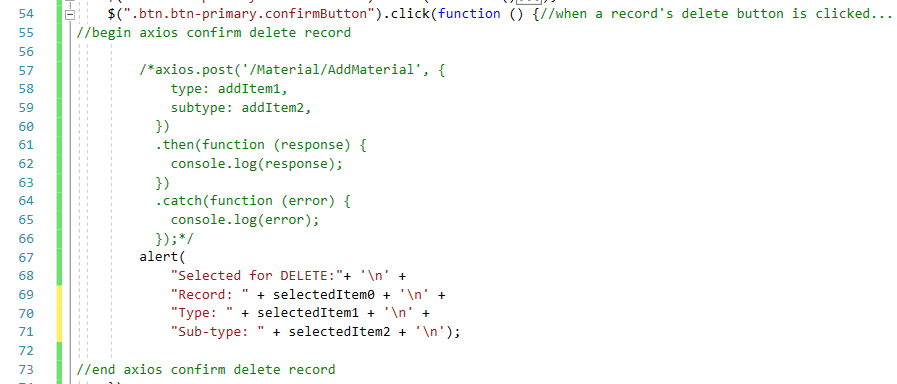 54 $(".btn.btn-primary.confirmButton").click(function () {//when a record's delete button is clicked...
55 //begin axios confirm delete record
56
57 /*axios.post('/Material/AddMaterial', {
58 type: addItem1,
59 subtype: addItem2,
60 })
61 .then(function (response) {
62 console.log(response);
63 })
64 .catch(function (error) {
65 console.log(error);
66 });*/
67 alert(
68 "Selected for DELETE:"+ '\n' +
69 "Record: " + selectedItem0 + '\n' +
70 "Type: " + selectedItem1 + '\n' +
71 "Sub-type: " + selectedItem2 + '\n');
72
73 //end axios confirm delete record